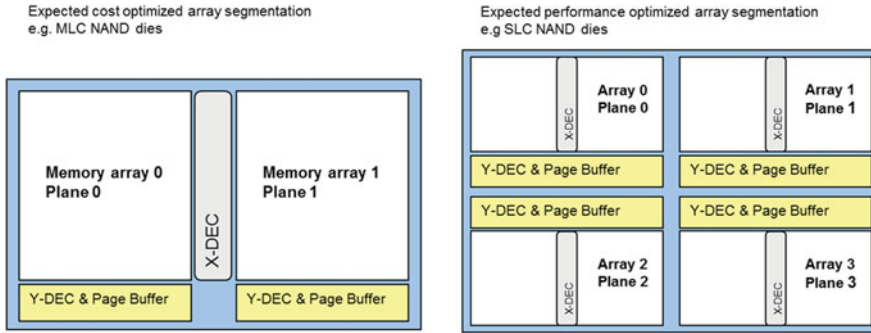 Expected cost optimized array segmentation
e.g. MLC NAND dies
Memory array 0
Plane 0
X-DEC
Memory array 1
Plane 1
Y-DEC & Page Buffer
Y-DEC & Page Buffer
Expected performance optimized array segmentation
e.g SLC NAND dies
X-DEC
Array 0
Plane 0
X-DEC
Array 1
Plane 1
Y-DEC & Page Buffer
Y-DEC & Page Buffer
Y-DEC & Page Buffer
Y-DEC & Page Buffer
X-DEC
Array 2
Plane 2
X-DEC
Array 3
Plane 3